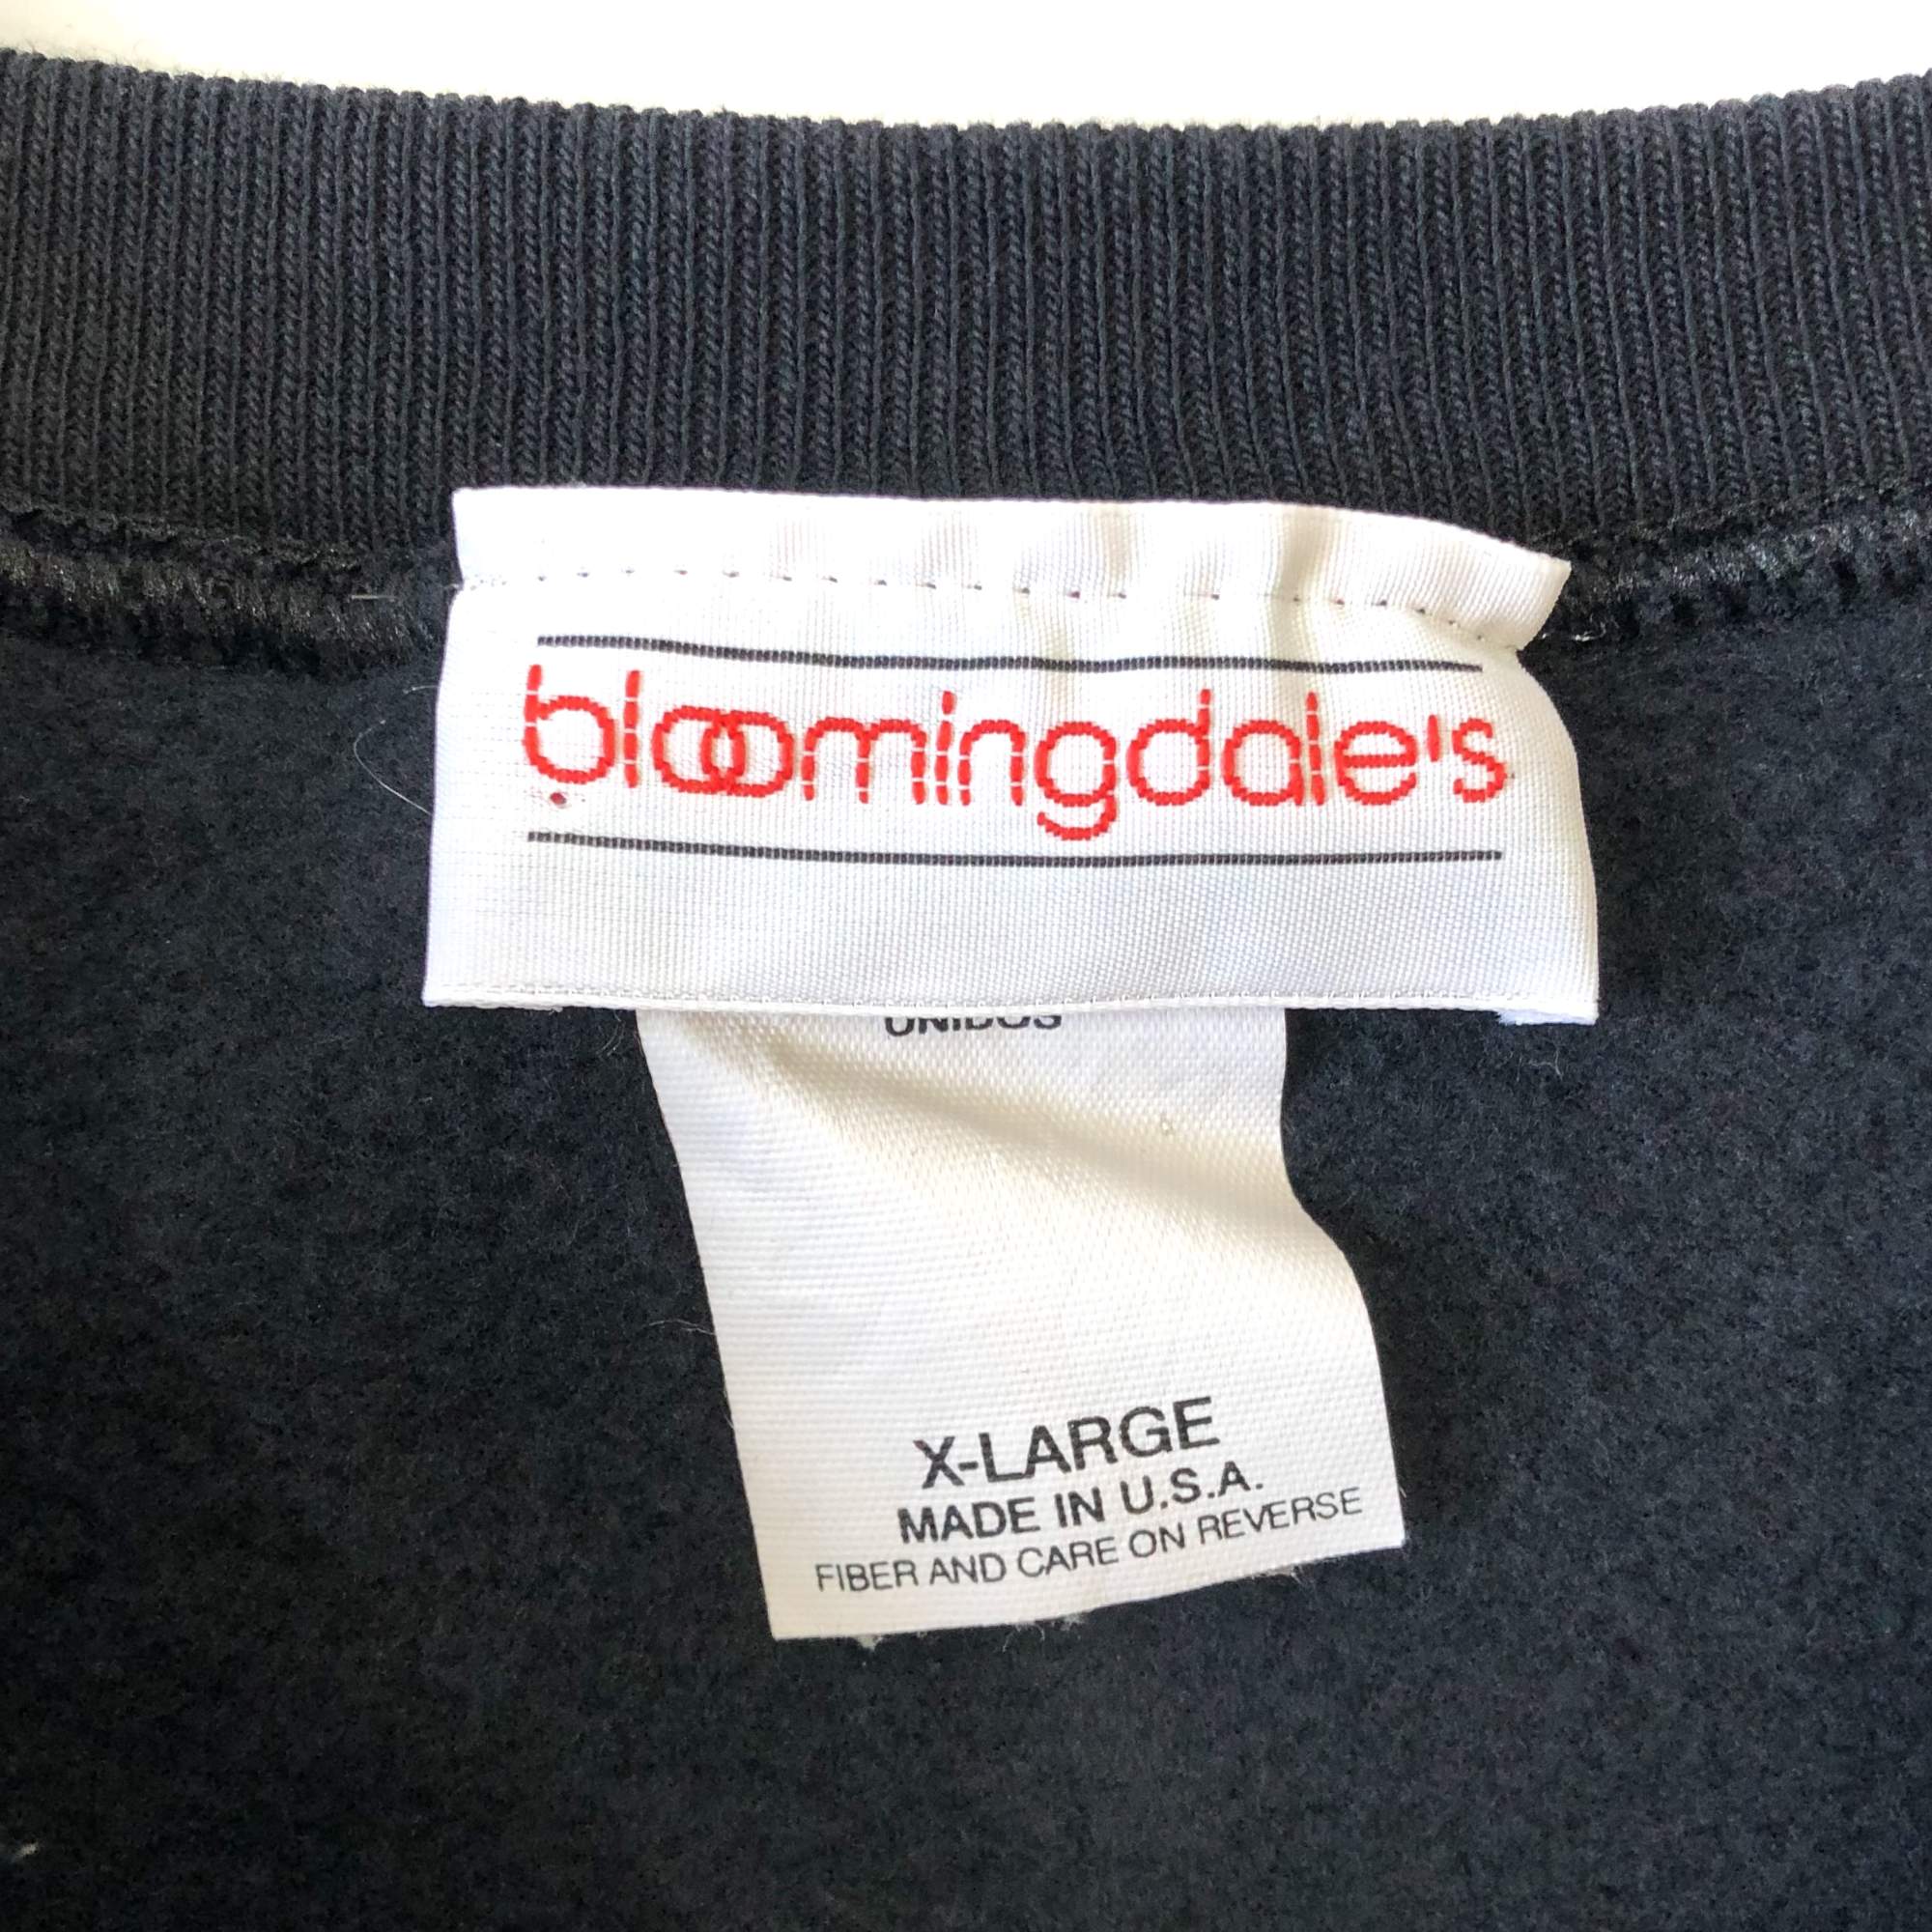 bloomingdale's
UNIDOS
X-LARGE
MADE IN U.S.A.
FIBER AND CARE ON REVERSE